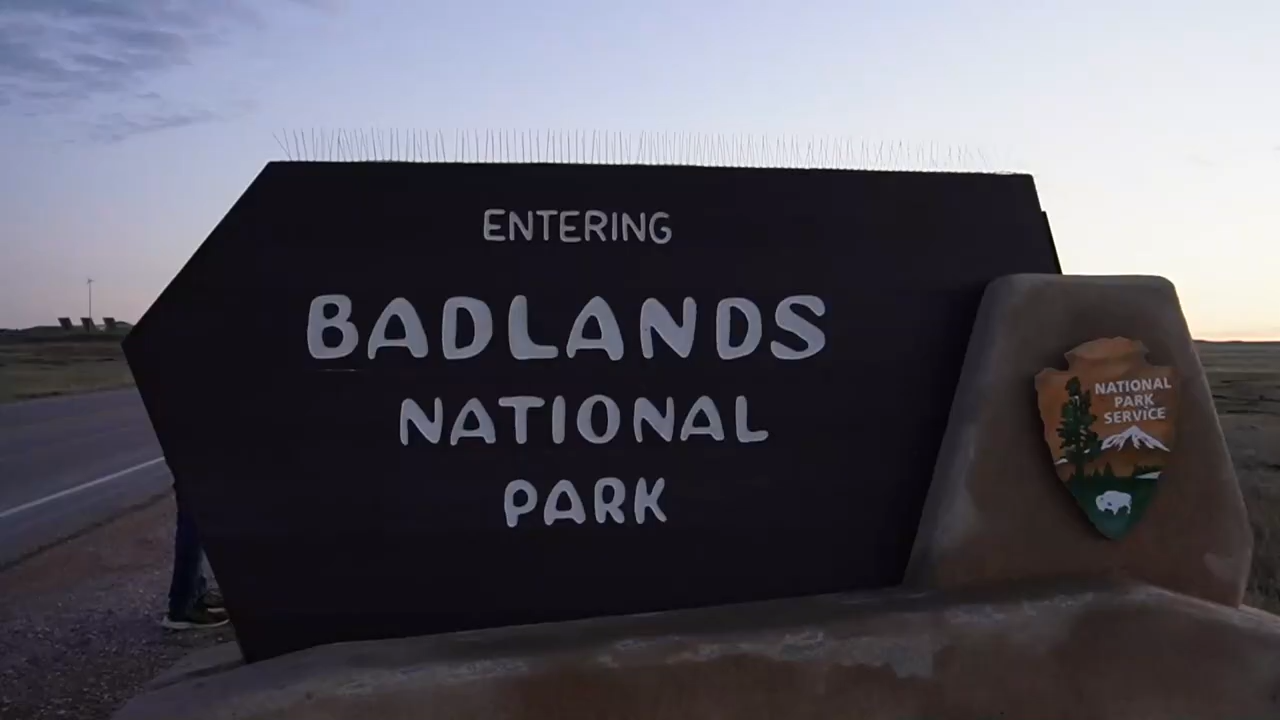 ENTERING
BADLANDS
NATIONAL
PARK
NATIONAL
PARK
SERVICE